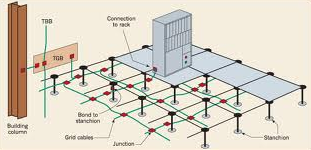 Connection
to rack
TBB
TGB
Bond to
stanchion
Building
column
Grid cables
Junction
Stanchion